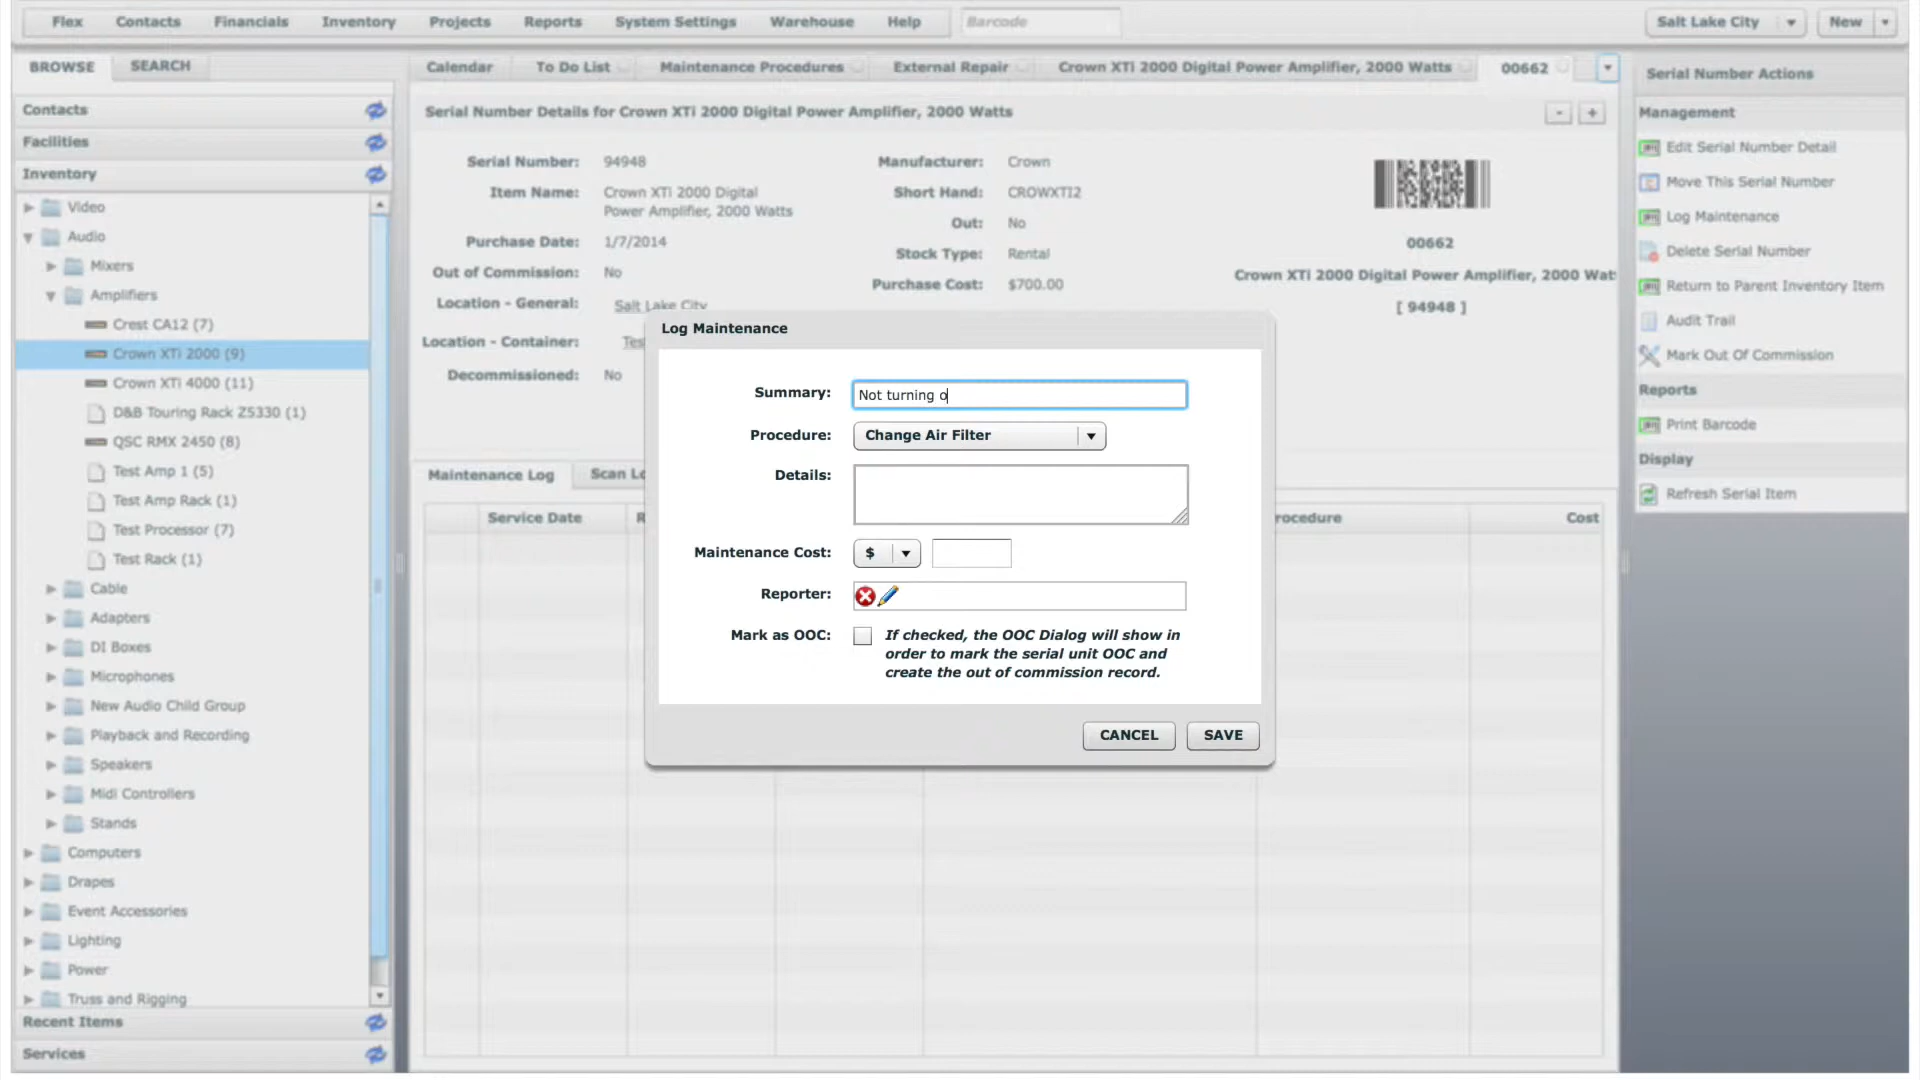 Flex Contacts Financials Inventory Projects Reports System Settings Warehouse Help Barcode Salt Lake City New
BROWSE SEARCH
Contacts
Facilities
Inventory
Video
Audio
Mixers
Amplifiers
Crest CA12 (7)
Crown XTi 2000 (9)
Crown XTi 4000 (11)
D&B Touring Rack Z5330 (1)
QSC RMX 2450 (8)
Test Amp 1 (5)
Test Amp Rack (1)
Test Processor (7)
Test Rack (1)
Cable
Adapters
DI Boxes
Microphones
New Audio Child Group
Playback and Recording
Speakers
Midi Controllers
Stands
Computers
Drapes
Event Accessories
Lighting
Power
Truss and Rigging
Recent Items
Services
Calendar To Do List Maintenance Procedures External Repair Crown XTi 2000 Digital Power Amplifier, 2000 Watts 00662
Serial Number Details for Crown XTi 2000 Digital Power Amplifier, 2000 Watts - +
Serial Number: 94948
Item Name: Crown XTi 2000 Digital
Power Amplifier, 2000 Watts
Purchase Date: 1/7/2014
Out of Commission: No
Location - General: Salt Lake City
Location - Container: Tes
Decommissioned: No
Manufacturer: Crown
Short Hand: CROWXTI2
Out: No
Stock Type: Rental
Purchase Cost: $700.00
00662
Crown XTi 2000 Digital Power Amplifier, 2000 Wat
[ 94948 ]
Maintenance Log Scan Lo
Service Date R rocedure Cost
Log Maintenance
Summary: Not turning o
Procedure: Change Air Filter
Details:
Maintenance Cost: $
Reporter:
Mark as OOC: If checked, the OOC Dialog will show in
order to mark the serial unit OOC and
create the out of commission record.
CANCEL SAVE
Serial Number Actions
Management
Edit Serial Number Detail
Move This Serial Number
Log Maintenance
Delete Serial Number
Return to Parent Inventory Item
Audit Trail
Mark Out Of Commission
Reports
Print Barcode
Display
Refresh Serial Item